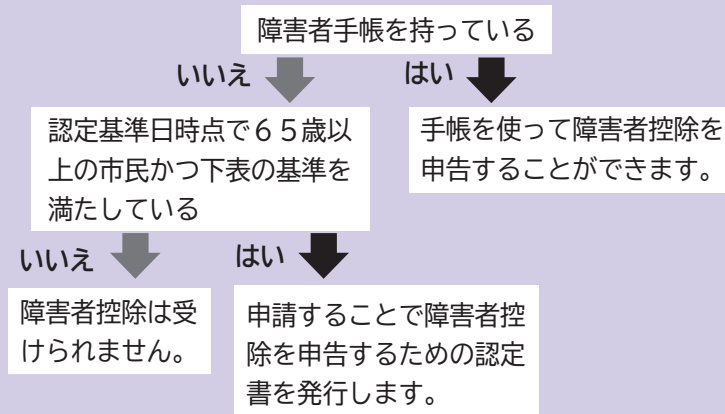 障害者手帳を持っている
いいえ
はい
認定基準日時点で６５歳以
上の市民かつ下表の基準を
満たしている
手帳を使って障害者控除を
申告することができます。
いいえ
はい
障害者控除は受
けられません。
申請することで障害者控
除を申告するための認定
書を発行します。